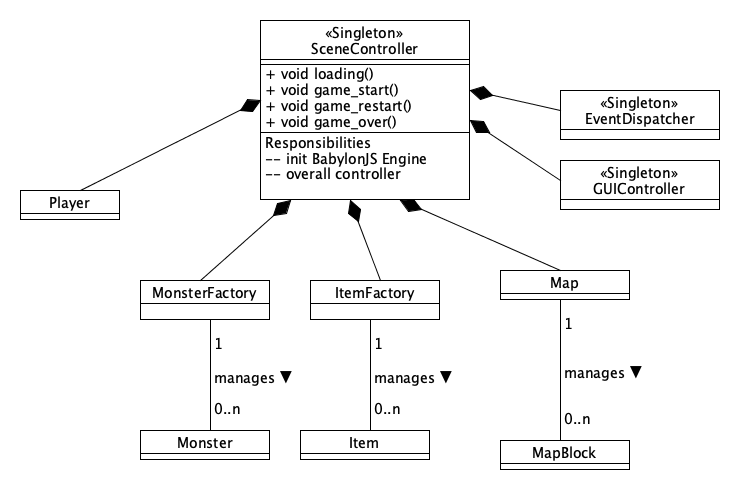 «Singleton»
SceneController
+ void loading()
+ void game_start()
+ void game_restart()
+ void game_over()
Responsibilities
-- init BabylonJS Engine
-- overall controller
«Singleton»
EventDispatcher
«Singleton»
GUIController
Player
MonsterFactory
ItemFactory
Map
1
manages ▼
0..n
1
manages ▼
0..n
1
manages ▼
0..n
Monster
Item
MapBlock